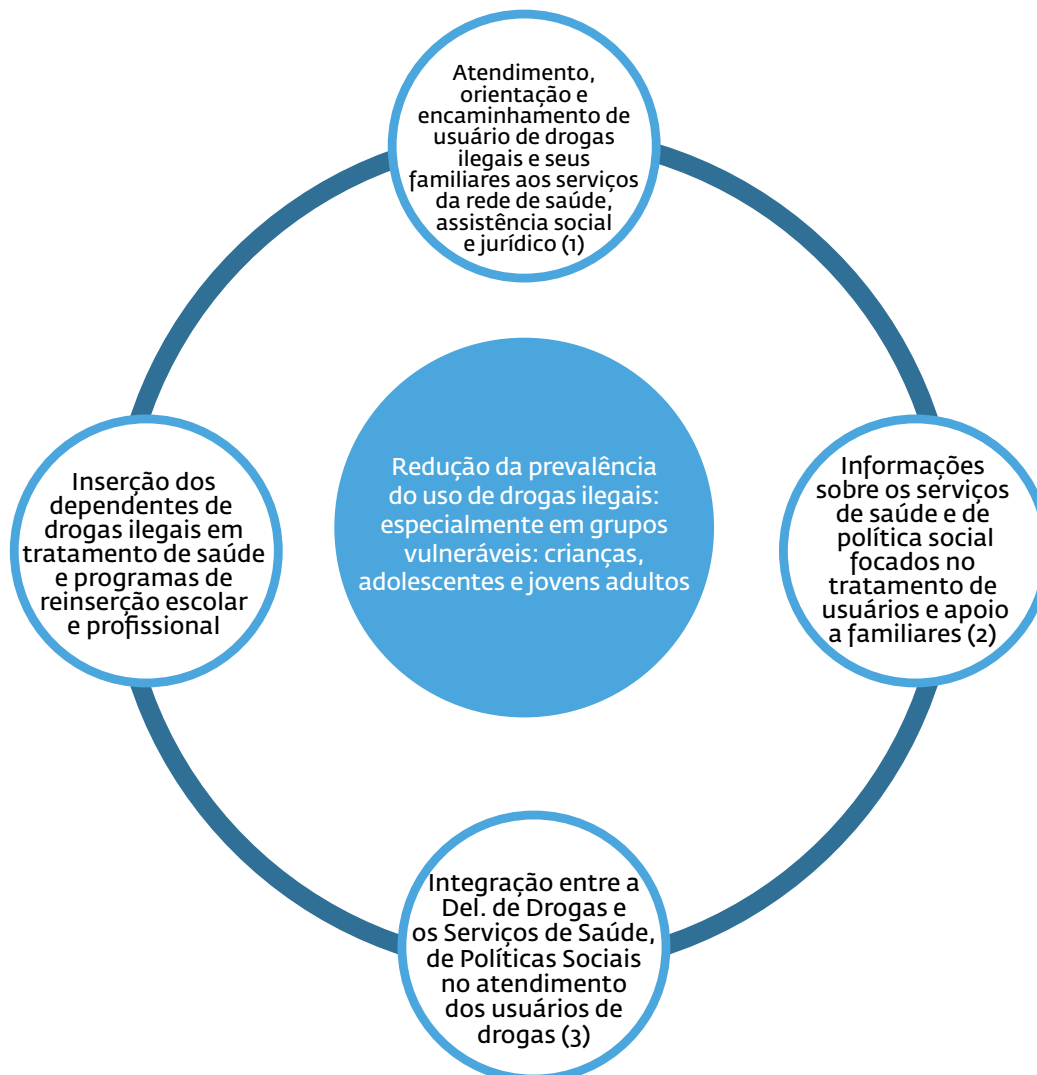 Atendimento,
orientação e
encaminhamento de
usuário de drogas
ilegais e seus
familiares aos serviços
da rede de saúde,
assistência social
e jurídico (1)
Redução da prevalência
do uso de drogas ilegais:
especialmente em grupos
vulneráveis: crianças,
adolescentes e jovens adultos
Inserção dos
dependentes de
drogas ilegais em
tratamento de saúde
e programas de
reinserção escolar
e profissional
Informações
sobre os serviços
de saúde e de
política social
focados no
tratamento de
usuários e apoio
a familiares (2)
Integração entre a
Del. de Drogas e
os Serviços de Saúde,
de Políticas Sociais
no atendimento
dos usuários de
drogas (3)